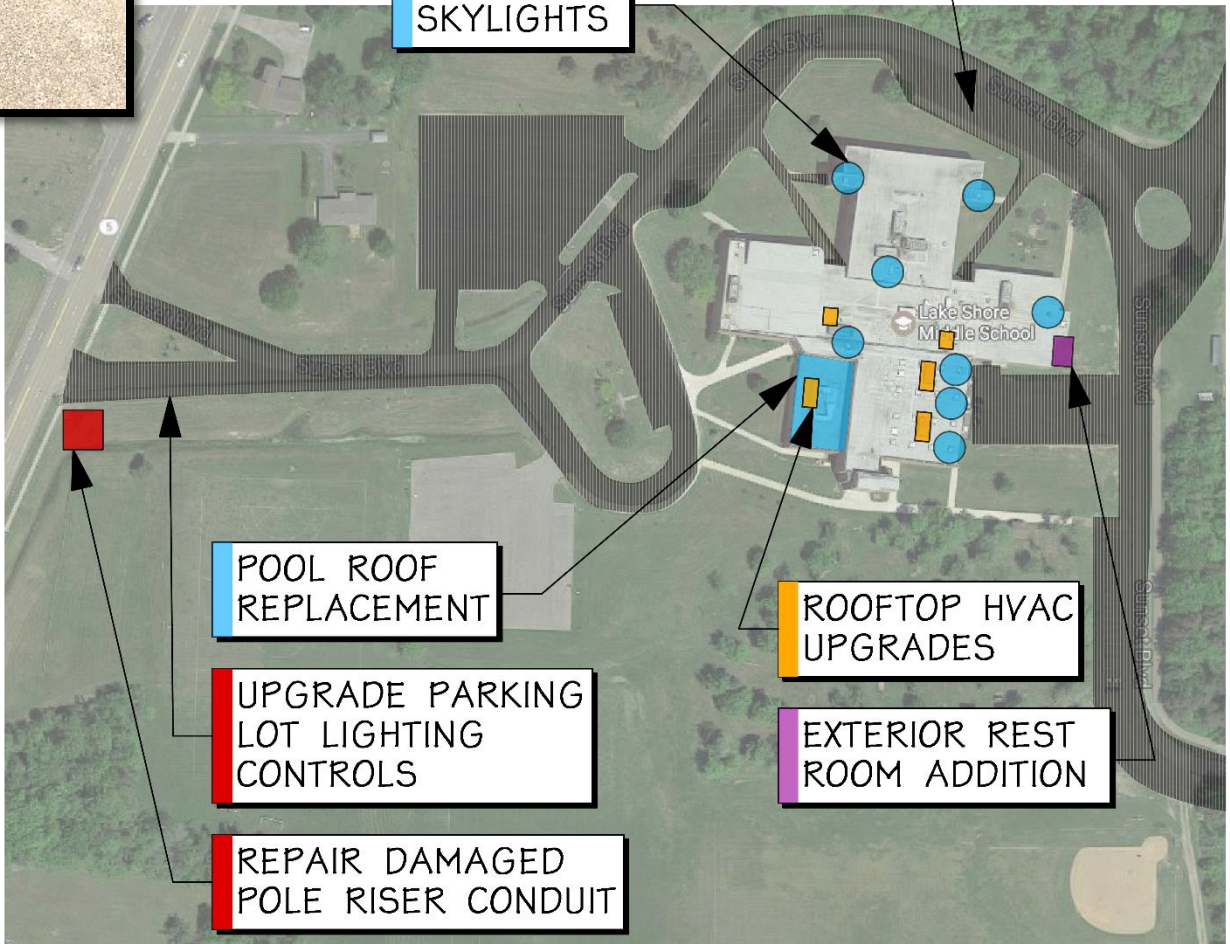 SKYLIGHTS
Sunset Blvd
Sunset Blvd
5
Sunset Blvd
Lake Shore
Middle School
Sunset Blvd
Sunset Blvd
POOL ROOF
REPLACEMENT
ROOFTOP HVAC
UPGRADES
Sunset Blvd
UPGRADE PARKING
LOT LIGHTING
CONTROLS
EXTERIOR REST
ROOM ADDITION
REPAIR DAMAGED
POLE RISER CONDUIT